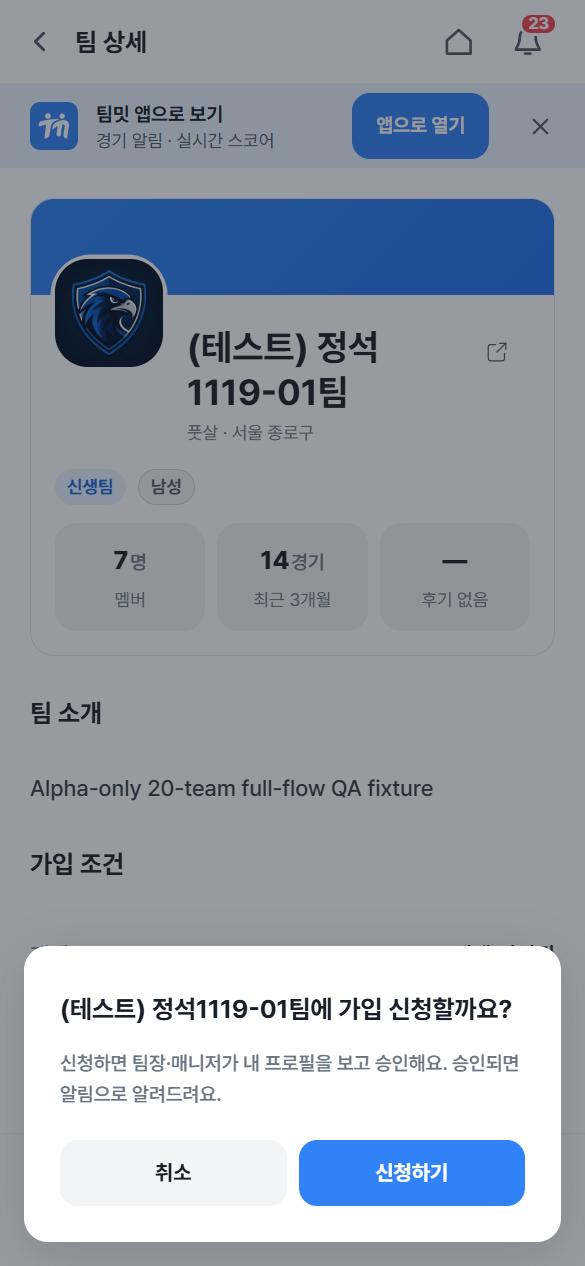 팀 상세
23
팀밋 앱으로 보기
경기 알림 · 실시간 스코어
앱으로 열기
(테스트) 정석
1119-01팀
풋살 · 서울 종로구
신생팀
남성
7명
14경기
—
멤버
최근 3개월
후기 없음
팀 소개
Alpha-only 20-team full-flow QA fixture
가입 조건
(테스트) 정석1119-01팀에 가입 신청할까요?
신청하면 팀장·매니저가 내 프로필을 보고 승인해요. 승인되면
알림으로 알려드려요.
취소
신청하기